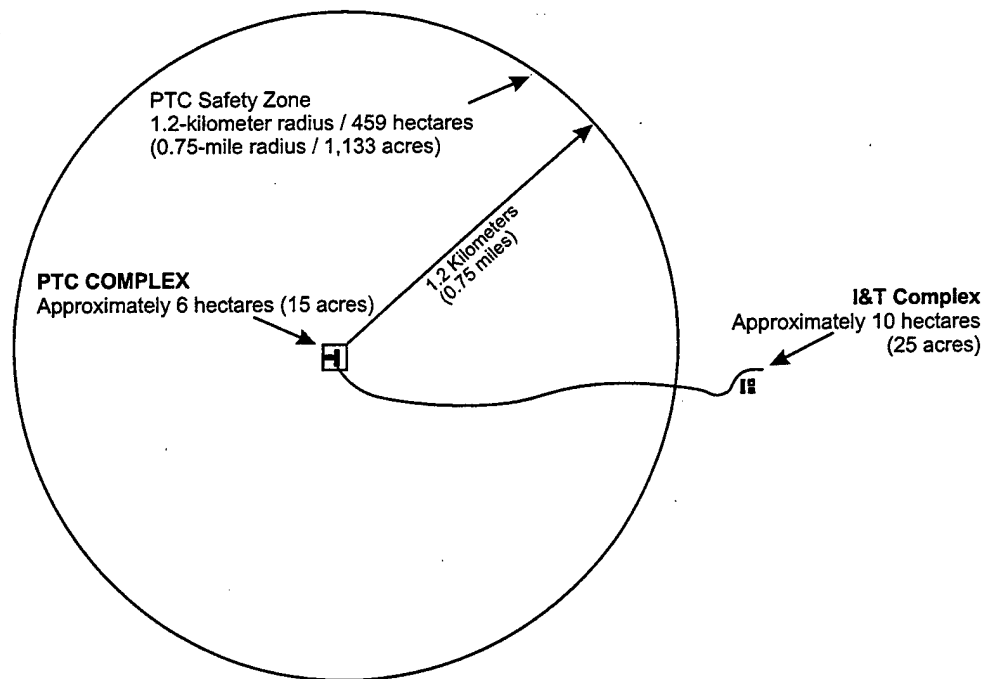 PTC Safety Zone
1.2-kilometer radius / 459 hectares
(0.75-mile radius / 1,133 acres)
1.2 Kilometers
(0.75 miles)
PTC COMPLEX
Approximately 6 hectares (15 acres)
I&T Complex
Approximately 10 hectares
(25 acres)